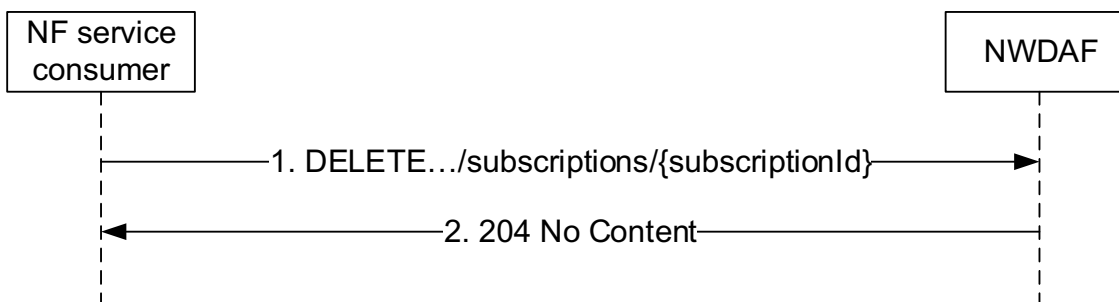 NF service
consumer
NWDAF
1. DELETE…/subscriptions/{subscriptionId}
2. 204 No Content